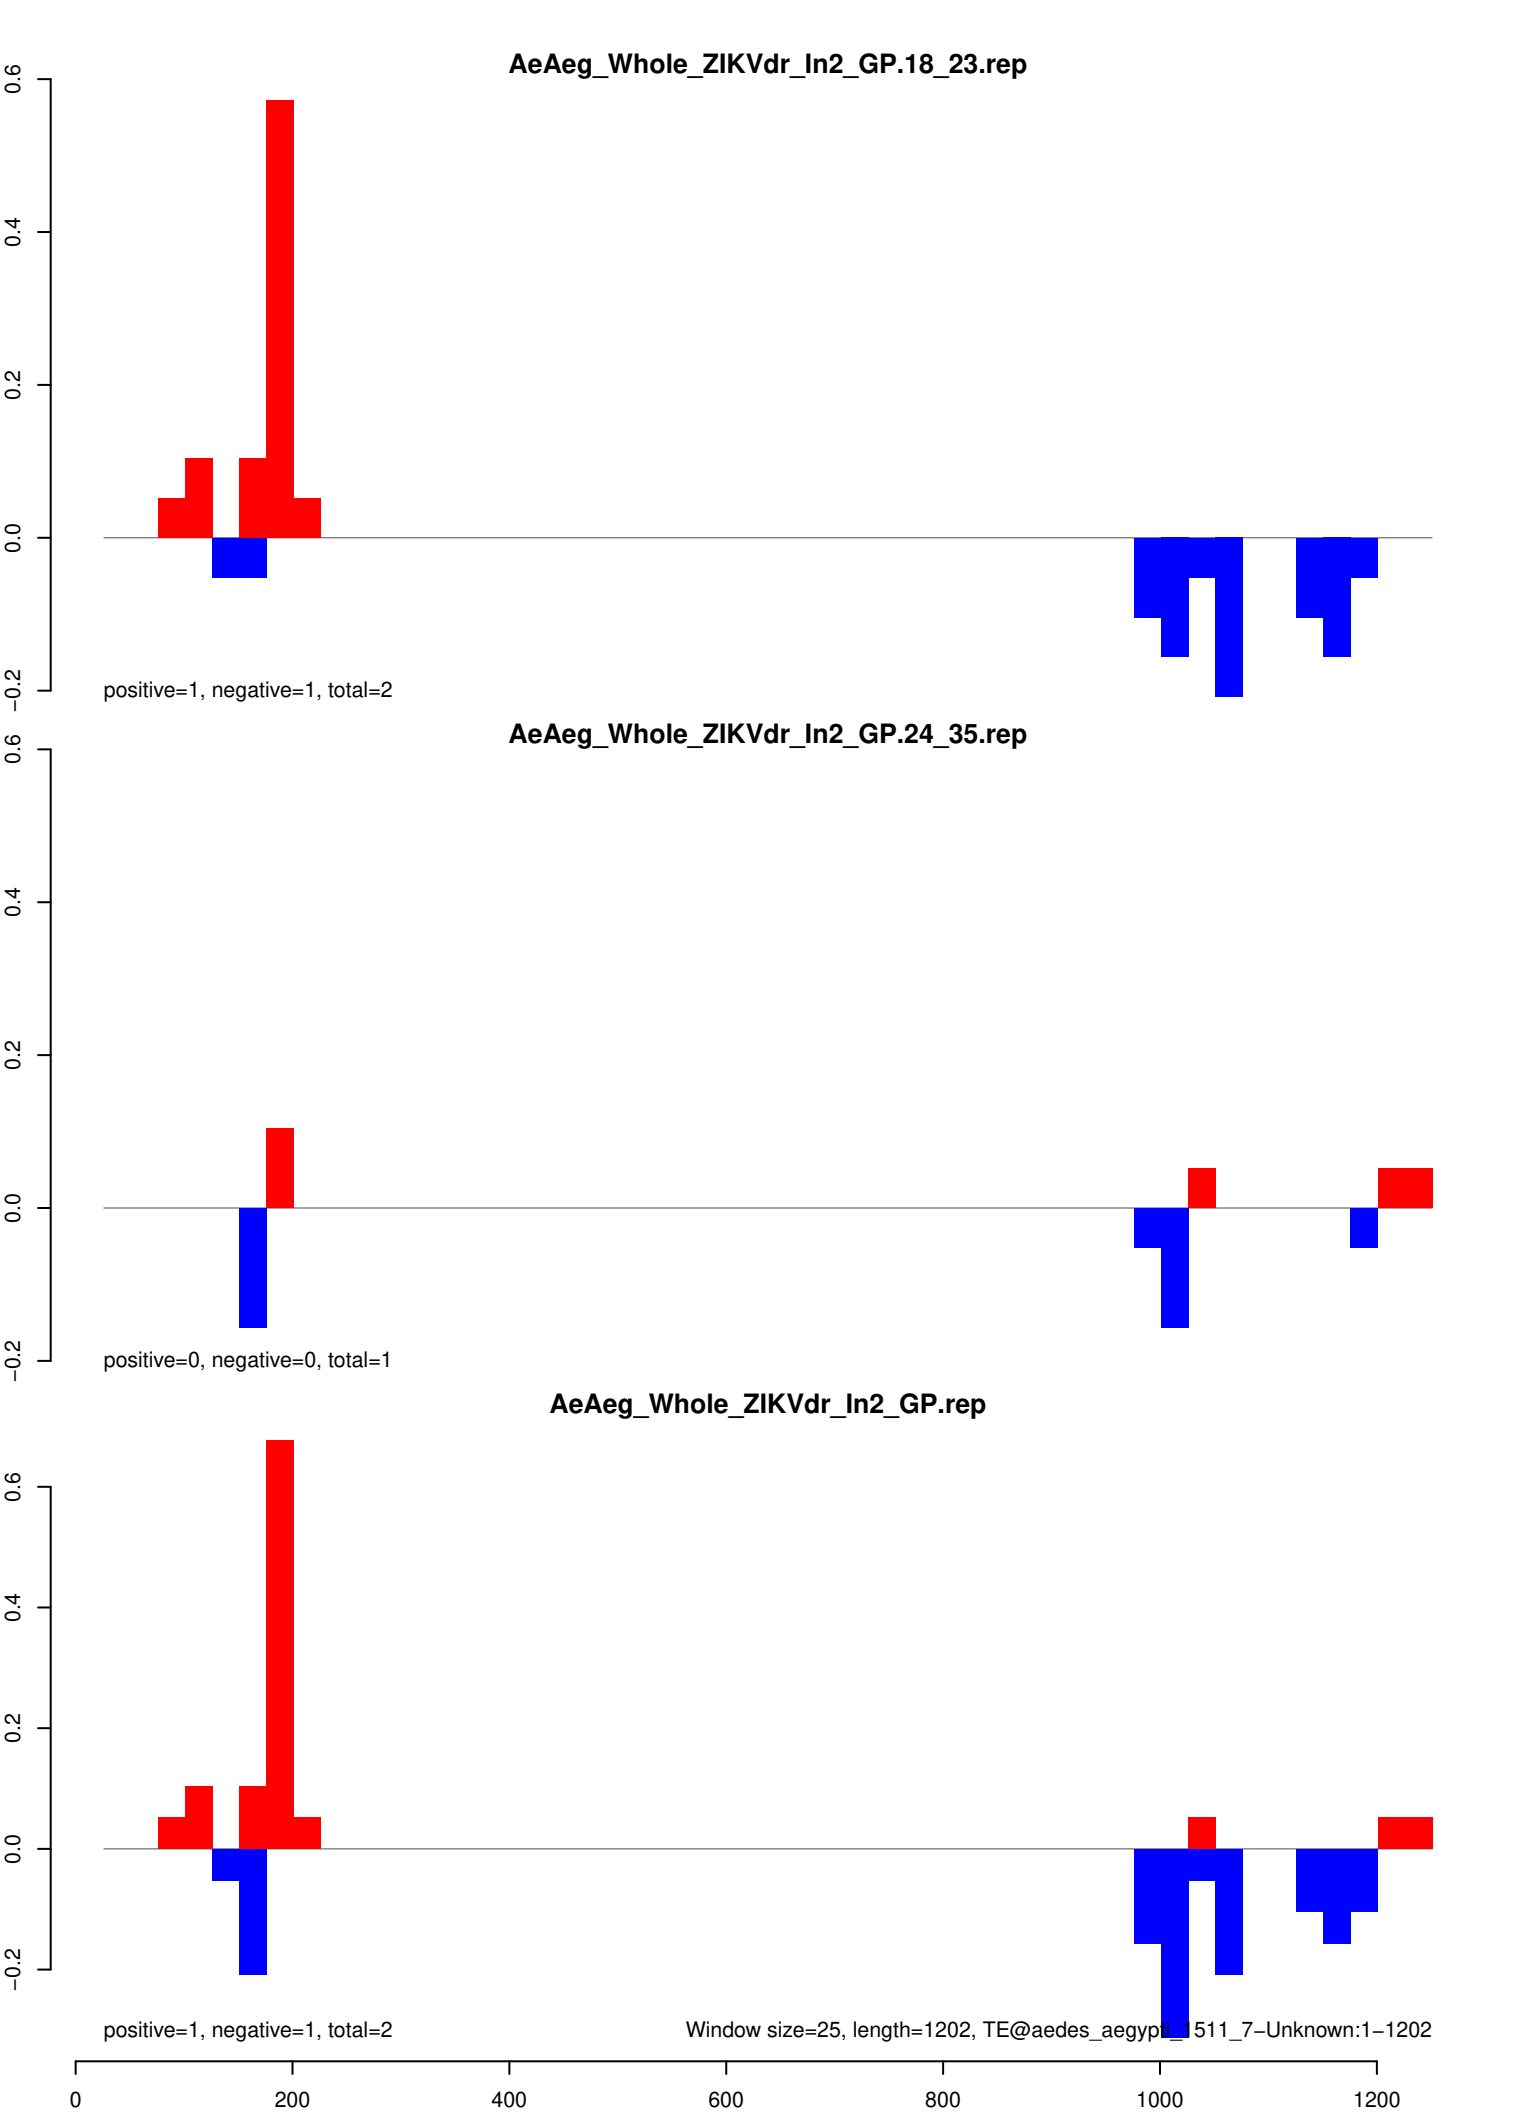 AeAeg_Whole_ZIKVdr_In2_GP.18_23.rep
0.6
0.4
0.2
0.0
−0.2
positive=1, negative=1, total=2
AeAeg_Whole_ZIKVdr_In2_GP.24_35.rep
0.6
0.4
0.2
0.0
−0.2
positive=0, negative=0, total=1
AeAeg_Whole_ZIKVdr_In2_GP.rep
0.6
0.4
0.2
0.0
−0.2
positive=1, negative=1, total=2
Window size=25, length=1202, TE@aedes_aegypti_1511_7−Unknown:1−1202
0 200 400 600 800 1000 1200